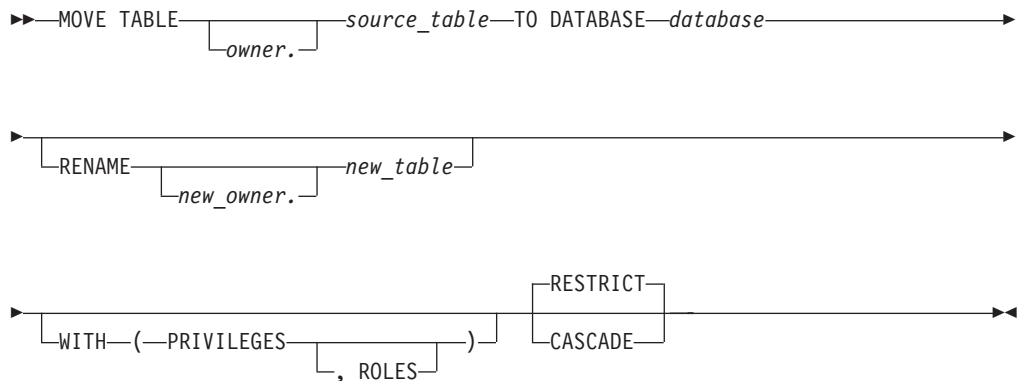 MOVE TABLE source_table TO DATABASE database
owner.
RENAME new_table
new_owner.
RESTRICT
WITH ( PRIVILEGES ) CASCADE
, ROLES